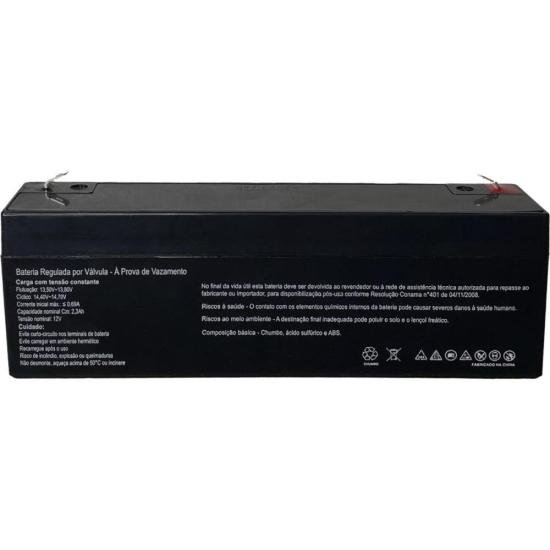 Bateria Regulada por Válvula - À Prova de Vazamento
Carga com tensão constante
Flutuação: 13,50V~13,80V
Cíclico: 14,40V~14,70V
Corrente inicial máx.: ≤ 0.69A
Capacidade nominal C20: 2,3Ah
Tensão nominal: 12V
Cuidado:
Evite curto-circuito nos terminais de bateria
Evite carregar em ambiente hermético
Recarregue após o uso
Risco de incêndio, explosão ou queimaduras
Não desmonte, aqueça acima de 50°C ou incinere
No final da vida útil esta bateria deve ser devolvida ao revendedor ou à rede de assistência técnica autorizada para repasse ao
fabricante ou importador, para disponibilização pós-uso conforme Resolução Conama n°401 de 04/11/2008.
Riscos à saúde - O contato com os elementos químicos internos da bateria pode causar severos danos à saúde humana.
Riscos ao meio ambiente - A destinação final inadequada pode poluir o solo e o lençol freático.
Composição básica - Chumbo, ácido sulfúrico e ABS.
CHUMBO
FABRICADO NA CHINA